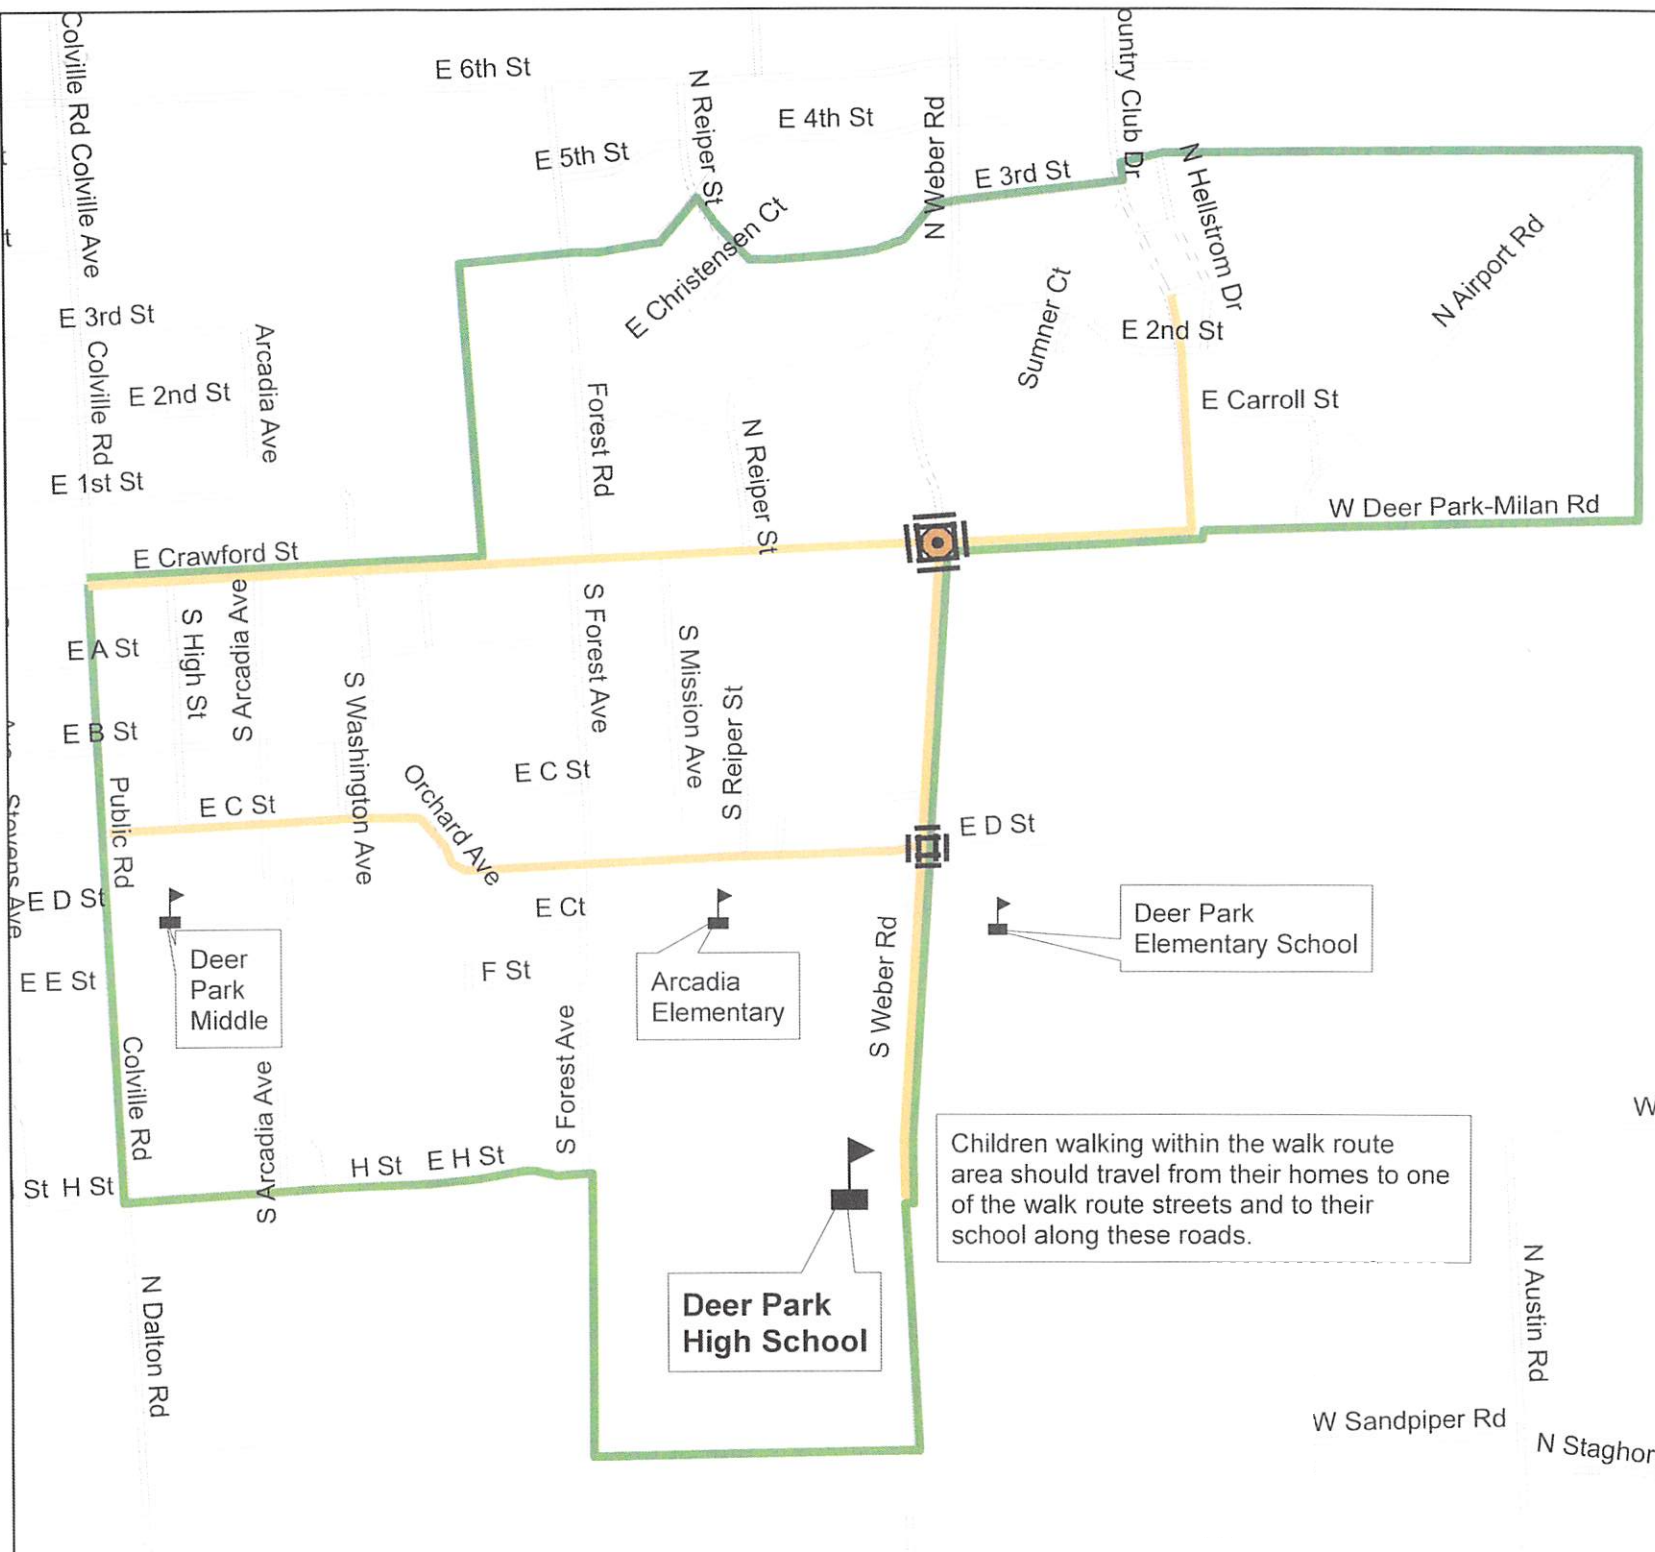 Colville Rd
Colville Ave
E 6th St
N Reiper St
E 4th St
E 5th St
N Weber Rd
E 3rd St
ountry Club Dr
N Hellstrom Dr
N Airport Rd
E Christensen Ct
Sumner Ct
E 2nd St
E Carroll St
W Deer Park-Milan Rd
E 3rd St
Colville Rd
E 2nd St
Arcadia Ave
E 1st St
Forest Rd
N Reiper St
E Crawford St
E A St
S High St
S Arcadia Ave
E B St
S Washington Ave
S Forest Ave
S Mission Ave
S Reiper St
E C St
Orchard Ave
E C St
Public Rd
E D St
Stevens Ave
E D St
E Ct
E E St
F St
Deer
Park
Middle
Arcadia
Elementary
S Weber Rd
Deer Park
Elementary School
Colville Rd
S Arcadia Ave
S Forest Ave
St
H St
H St
E H St
W
Children walking within the walk route
area should travel from their homes to one
of the walk route streets and to their
school along these roads.
Deer Park
High School
N Dalton Rd
N Austin Rd
W Sandpiper Rd
N Staghor